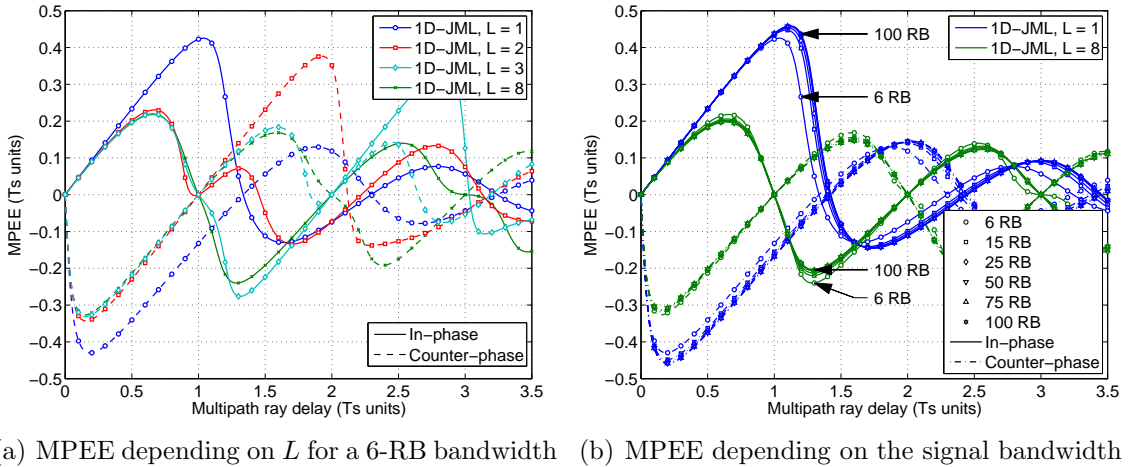 0.5
0.4
0.3
0.2
0.1
0
−0.1
−0.2
−0.3
−0.4
−0.5
MPEE (Ts units)
1D−JML, L = 1
1D−JML, L = 2
1D−JML, L = 3
1D−JML, L = 8
In−phase
Counter−phase
0 0.5 1 1.5 2 2.5 3 3.5
Multipath ray delay (Ts units)
a) MPEE depending on L for a 6-RB bandwidth
0.5
0.4
0.3
0.2
0.1
0
−0.1
−0.2
−0.3
−0.4
−0.5
MPEE (Ts units)
1D−JML, L = 1
1D−JML, L = 8
100 RB
6 RB
100 RB
6 RB
6 RB
15 RB
25 RB
50 RB
75 RB
100 RB
In−phase
Counter−phase
0 0.5 1 1.5 2 2.5 3 3.5
Multipath ray delay (Ts units)
(b) MPEE depending on the signal bandwidth